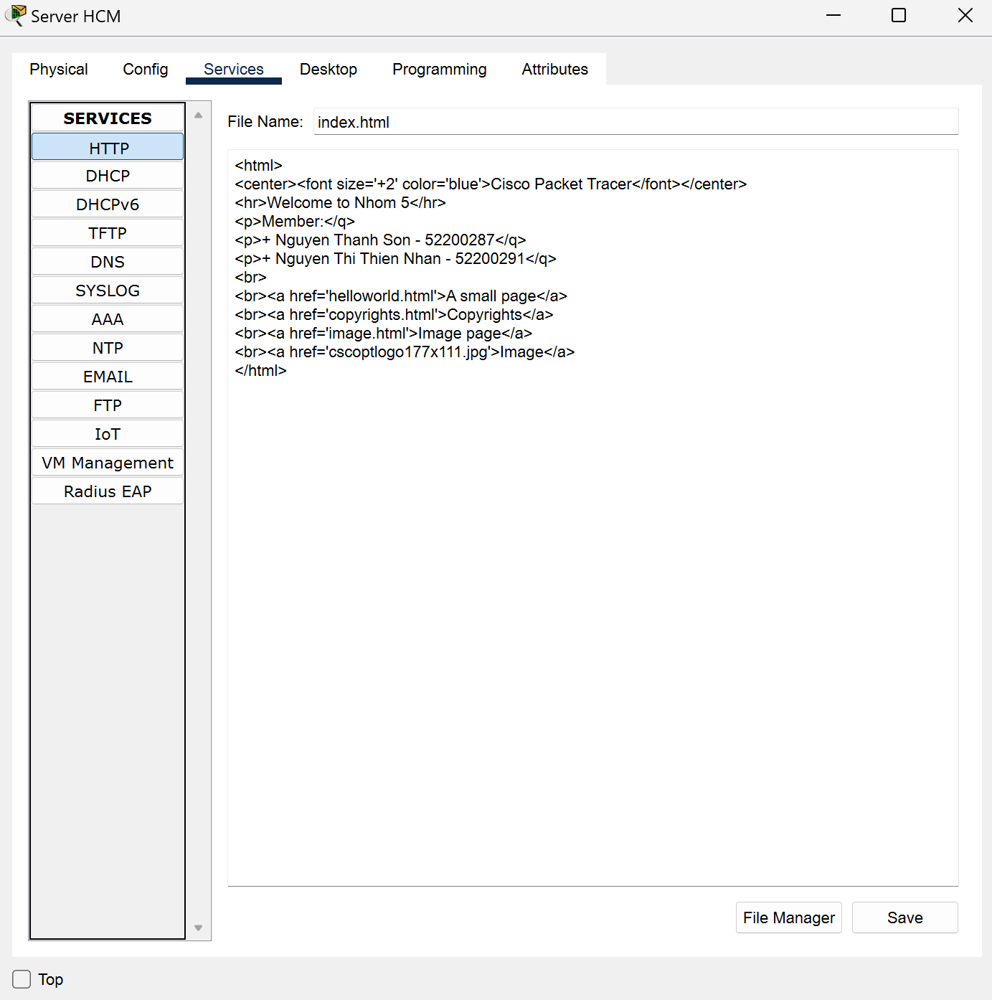 Server HCM
Physical Config Services Desktop Programming Attributes
SERVICES
HTTP
DHCP
DHCPv6
TFTP
DNS
SYSLOG
AAA
NTP
EMAIL
FTP
IoT
VM Management
Radius EAP
File Name: index.html
<html>
<center><font size='+2' color='blue'>Cisco Packet Tracer</font></center>
<hr>Welcome to Nhom 5</hr>
<p>Member:</q>
<p>+ Nguyen Thanh Son - 52200287</q>
<p>+ Nguyen Thi Thien Nhan - 52200291</q>
<br>
<br><a href='helloworld.html'>A small page</a>
<br><a href='copyrights.html'>Copyrights</a>
<br><a href='image.html'>Image page</a>
<br><a href='cscoptlogo177x111.jpg'>Image</a>
</html>
File Manager Save
Top